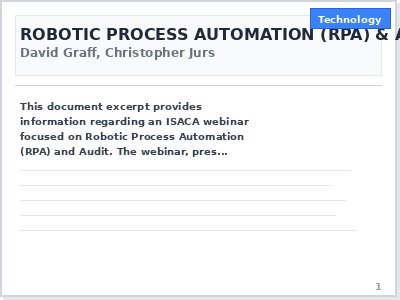 Technology
ROBOTIC PROCESS AUTOMATION (RPA) &
David Graff, Christopher Jurs
This document excerpt provides
information regarding an ISACA webinar
focused on Robotic Process Automation
(RPA) and Audit. The webinar, pres...
1